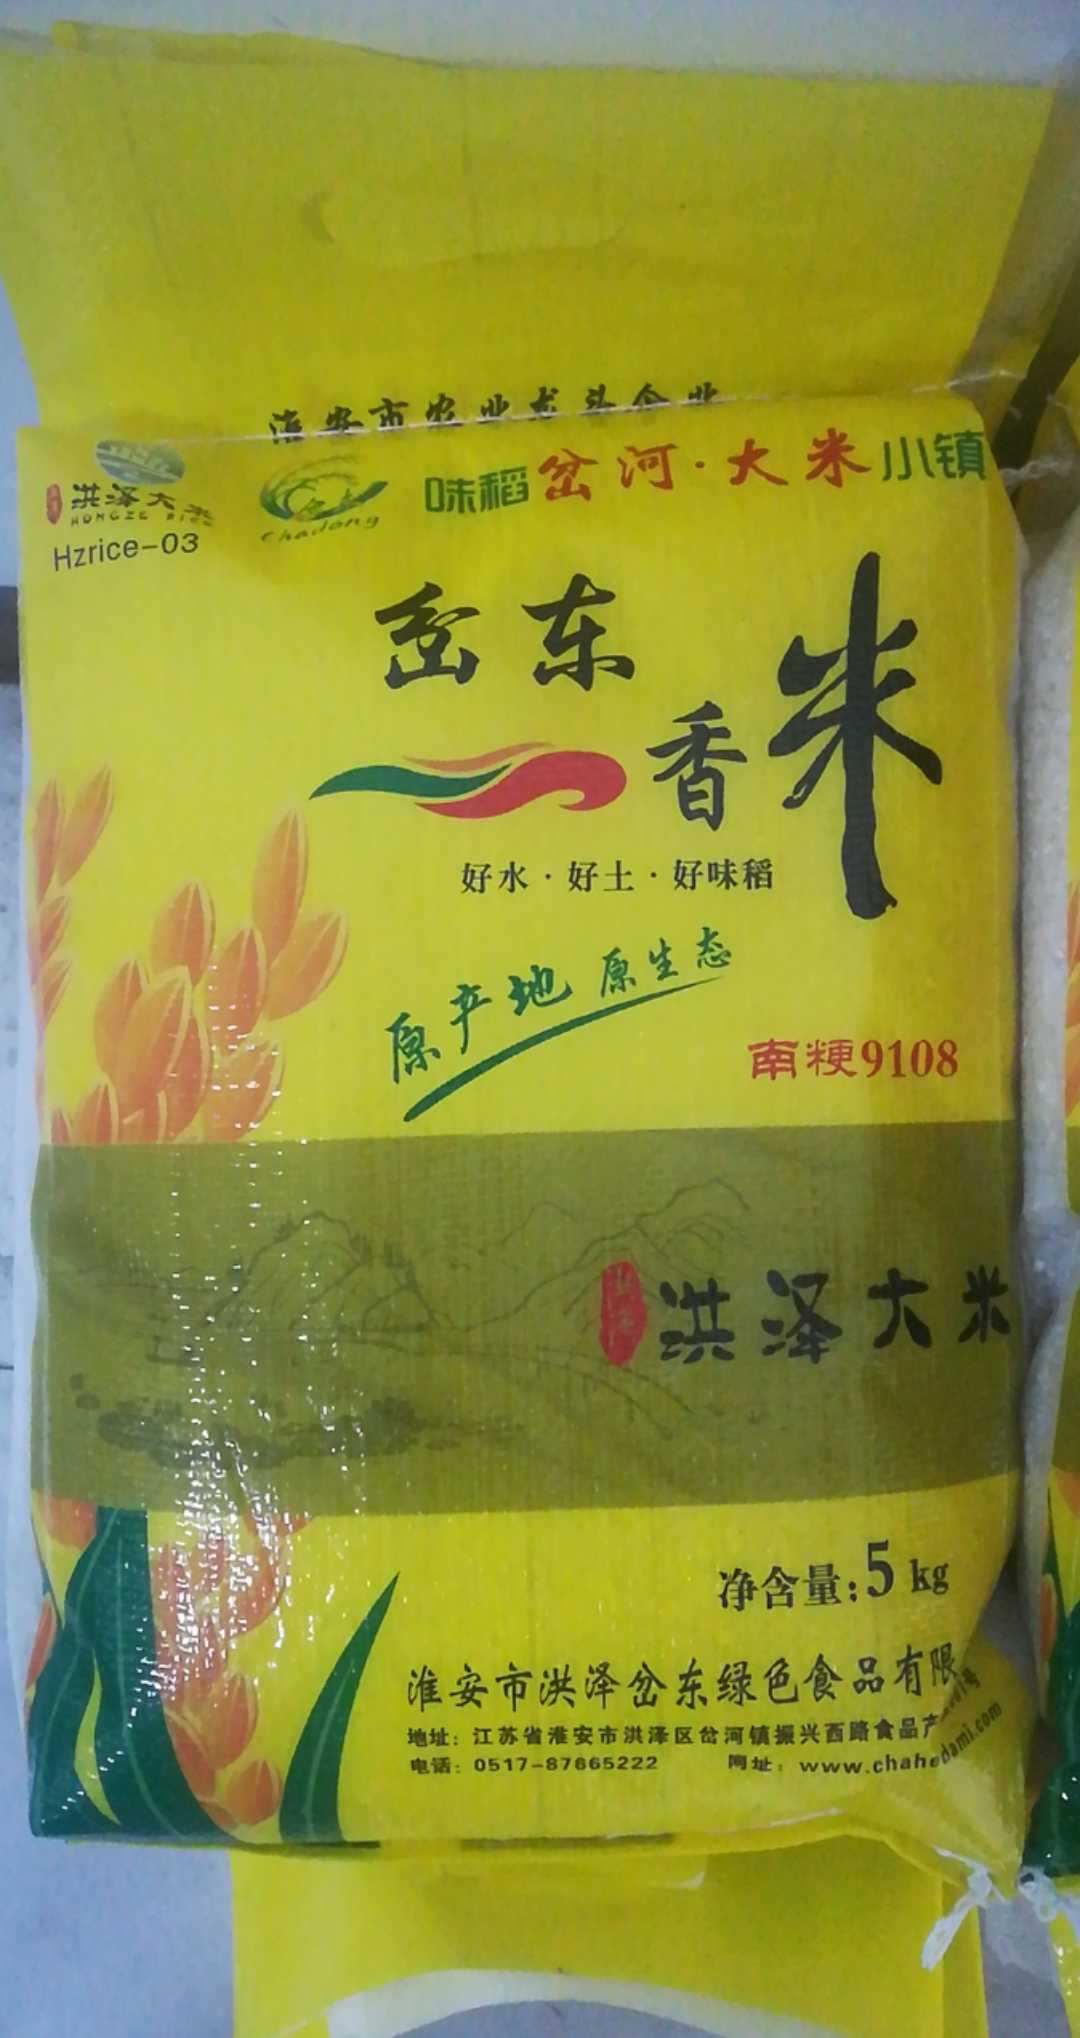 淮安市农业龙头企业
洪泽大米
HONGZE RICE
Hzrice-03
Chadong
味稻岔河·大米小镇
岔东
香米
好水·好土·好味稻
原产地 原生态
南粳9108
洪泽大米
净含量:5kg
淮安市洪泽岔东绿色食品有限
地址: 江苏省淮安市洪泽区岔河镇振兴西路食品产
电话: 0517-87665222 网址: www.chahedami.com